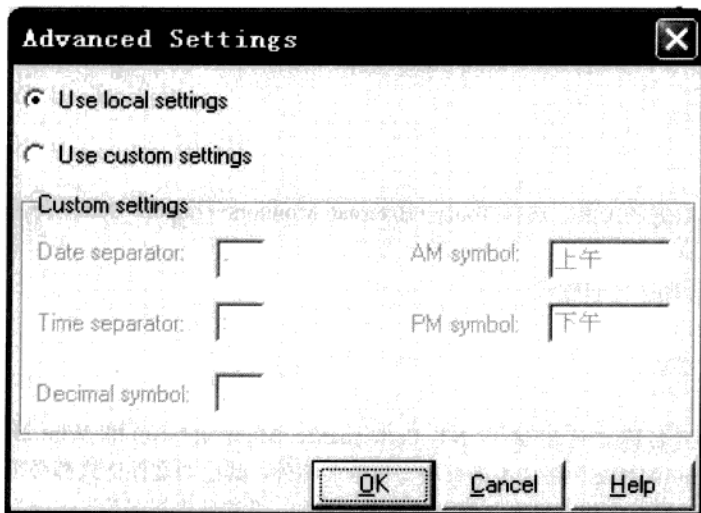 Advanced Settings
Use local settings
Use custom settings
Custom settings
Date separator:
AM symbol: 上午
Time separator: :
PM symbol: 下午
Decimal symbol:
OK Cancel Help